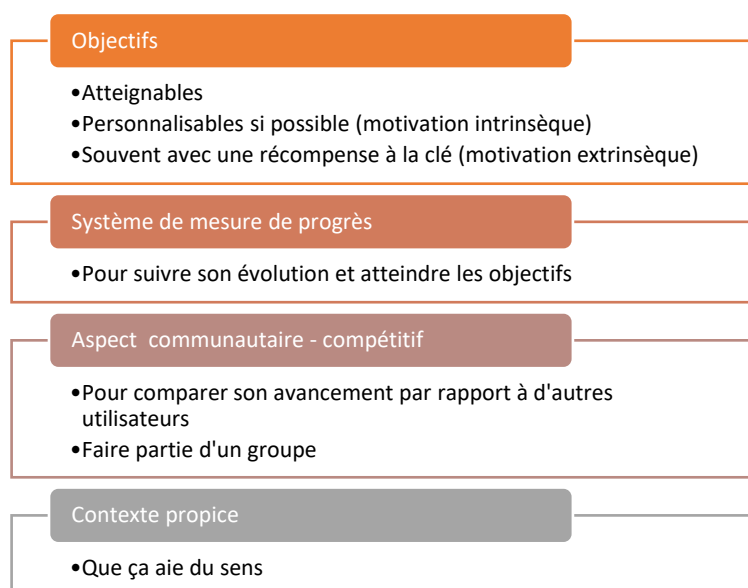 Objectifs
•Atteignables
•Personnalisables si possible (motivation intrinsèque)
•Souvent avec une récompense à la clé (motivation extrinsèque)
Système de mesure de progrès
•Pour suivre son évolution et atteindre les objectifs
Aspect  communautaire - compétitif
•Pour comparer son avancement par rapport à d'autres
utilisateurs
•Faire partie d'un groupe
Contexte propice
•Que ça aie du sens